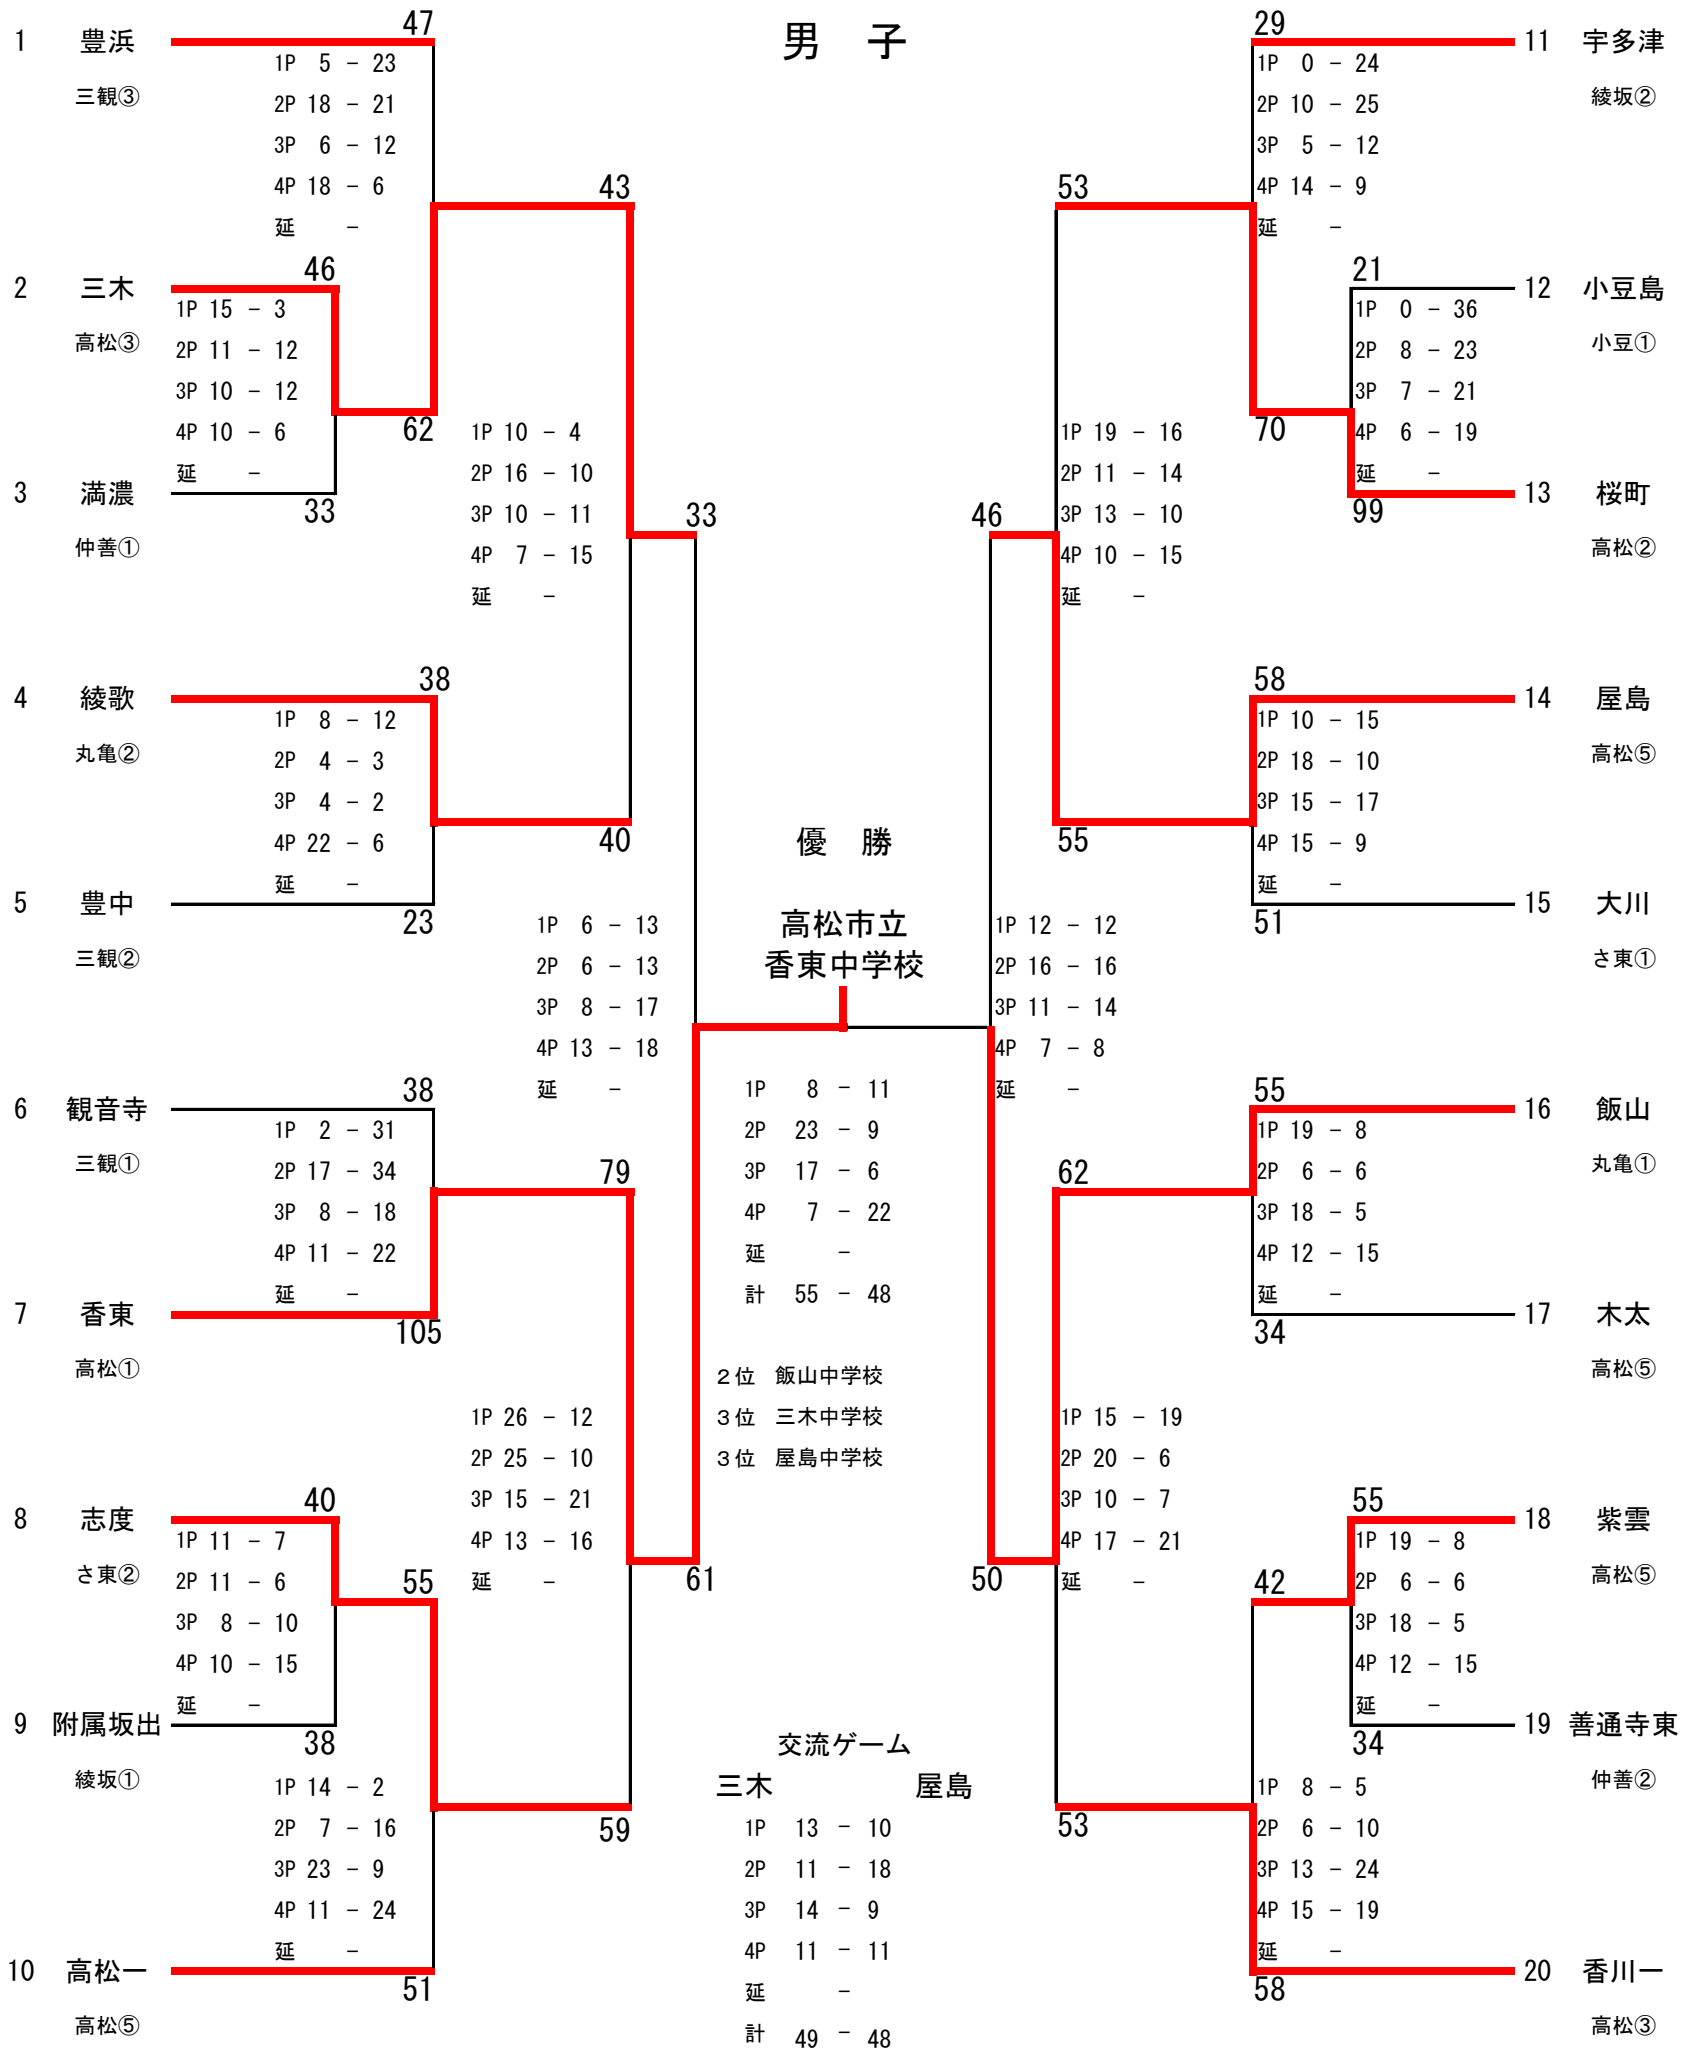 男　子
47
1 豊浜
三観③
1P 5 － 23
2P 18 － 21
3P 6 － 12
4P 18 － 6
延 －
46
2 三木
高松③
1P 15 － 3
2P 11 － 12
3P 10 － 12
4P 10 － 6
延 －
3 満濃
33
仲善①
62
43
1P 10 － 4
2P 16 － 10
3P 10 － 11
4P 7 － 15
延 －
33
38
4 綾歌
丸亀②
1P 8 － 12
2P 4 － 3
3P 4 － 2
4P 22 － 6
延 －
5 豊中
23
三観②
40
1P 6 － 13
2P 6 － 13
3P 8 － 17
4P 13 － 18
延 －
38
6 観音寺
三観①
1P 2 － 31
2P 17 － 34
3P 8 － 18
4P 11 － 22
延 －
7 香東
105
高松①
79
1P 26 － 12
2P 25 － 10
3P 15 － 21
4P 13 － 16
延 －
61
40
8 志度
さ東②
1P 11 － 7
2P 11 － 6
3P 8 － 10
4P 10 － 15
延 －
9 附属坂出
38
綾坂①
55
1P 14 － 2
2P 7 － 16
3P 23 － 9
4P 11 － 24
延 －
10 高松一
51
高松⑤
59
優　勝
高松市立
香東中学校
1P 8 － 11
2P 23 － 9
3P 17 － 6
4P 7 － 22
延 －
計 55 － 48
２位　飯山中学校
３位　三木中学校
３位　屋島中学校
交流ゲーム
三木 屋島
1P 13 － 10
2P 11 － 18
3P 14 － 9
4P 11 － 11
延 －
計 49 － 48
29
11 宇多津
綾坂②
1P 0 － 24
2P 10 － 25
3P 5 － 12
4P 14 － 9
延 －
21
12 小豆島
小豆①
1P 0 － 36
2P 8 － 23
3P 7 － 21
4P 6 － 19
延 －
13 桜町
99
高松②
70
53
1P 19 － 16
2P 11 － 14
3P 13 － 10
4P 10 － 15
延 －
46
58
14 屋島
高松⑤
1P 10 － 15
2P 18 － 10
3P 15 － 17
4P 15 － 9
延 －
15 大川
51
さ東①
55
1P 12 － 12
2P 16 － 16
3P 11 － 14
4P 7 － 8
延 －
55
16 飯山
丸亀①
1P 19 － 8
2P 6 － 6
3P 18 － 5
4P 12 － 15
延 －
17 木太
34
高松⑤
62
1P 15 － 19
2P 20 － 6
3P 10 － 7
4P 17 － 21
延 －
50
55
18 紫雲
高松⑤
1P 19 － 8
2P 6 － 6
3P 18 － 5
4P 12 － 15
延 －
19 善通寺東
34
仲善②
42
1P 8 － 5
2P 6 － 10
3P 13 － 24
4P 15 － 19
延 －
20 香川一
58
高松③
53